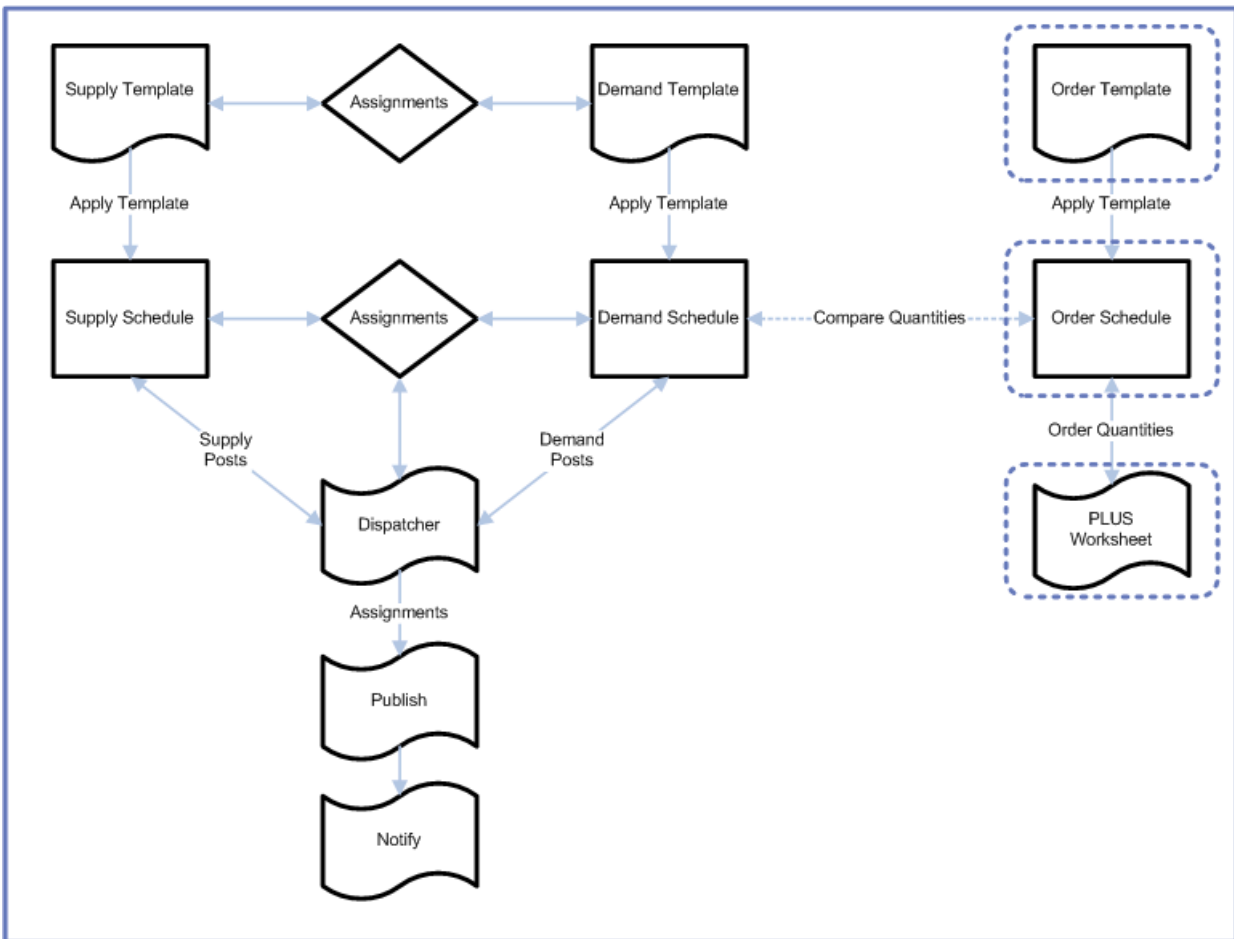 Supply Template
Assignments
Demand Template
Order Template
Apply Template
Apply Template
Apply Template
Supply Schedule
Assignments
Demand Schedule
Compare Quantities
Order Schedule
Supply
Posts
Demand
Posts
Order Quantities
Dispatcher
PLUS
Worksheet
Assignments
Publish
Notify